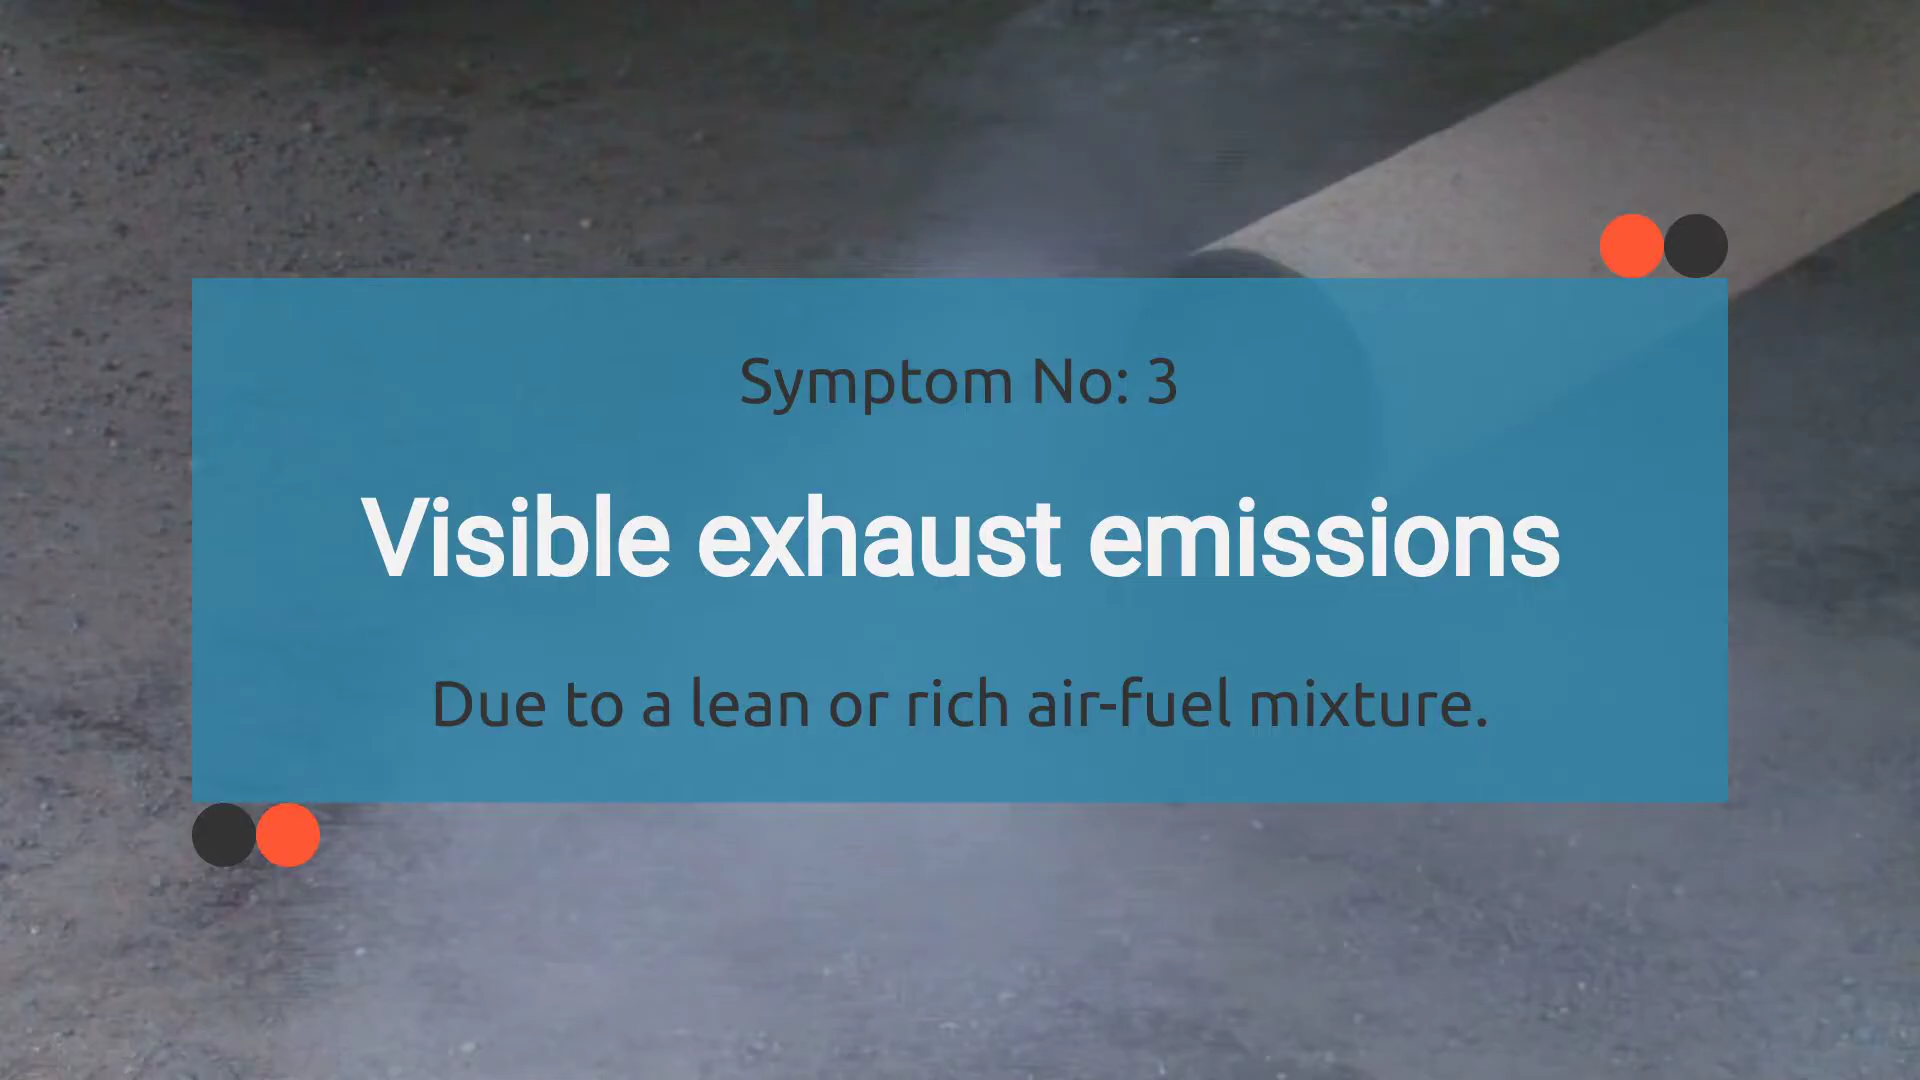 Symptom No: 3
Visible exhaust emissions
Due to a lean or rich air-fuel mixture.